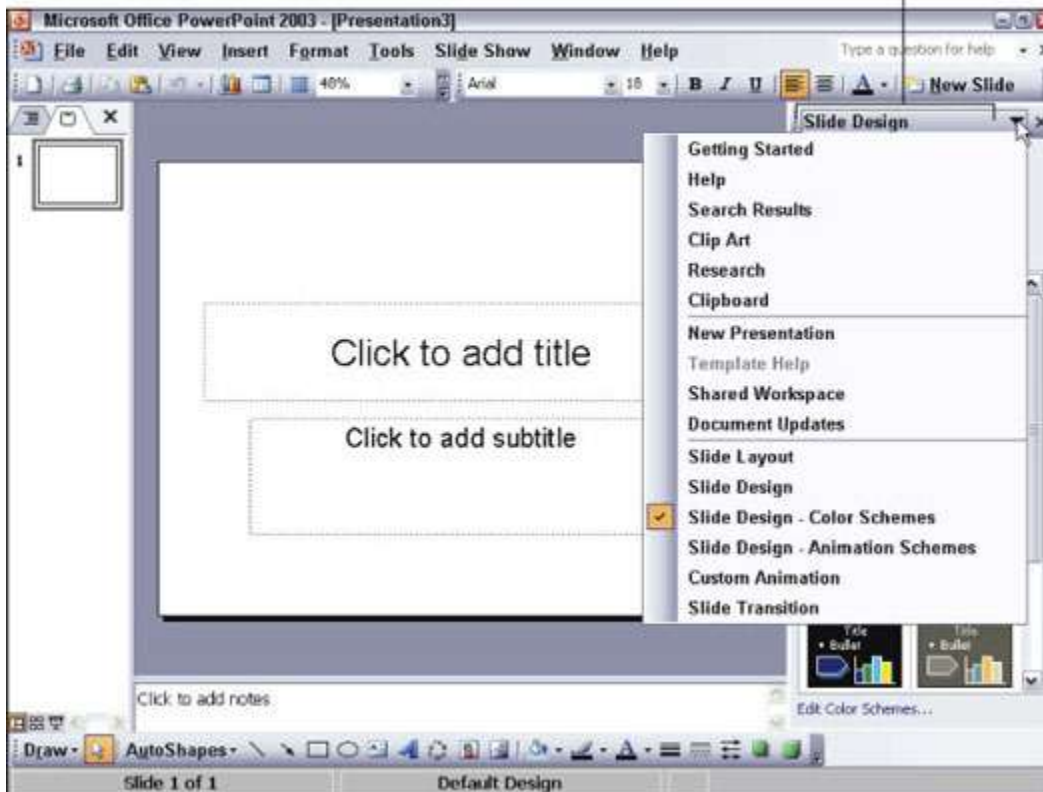 Microsoft Office PowerPoint 2003 - [Presentation3]
File Edit View Insert Format Tools Slide Show Window Help Type a question for help
48% Arial 18 B I U A New Slide
Slide Design
1
Getting Started
Help
Search Results
Clip Art
Research
Clipboard
New Presentation
Template Help
Shared Workspace
Document Updates
Slide Layout
Slide Design
Slide Design - Color Schemes
Slide Design - Animation Schemes
Custom Animation
Slide Transition
Click to add title
Click to add subtitle
Title Title
• Bullet • Bullet
Click to add notes
Edit Color Schemes...
Draw AutoShapes A A
Slide 1 of 1 Default Design